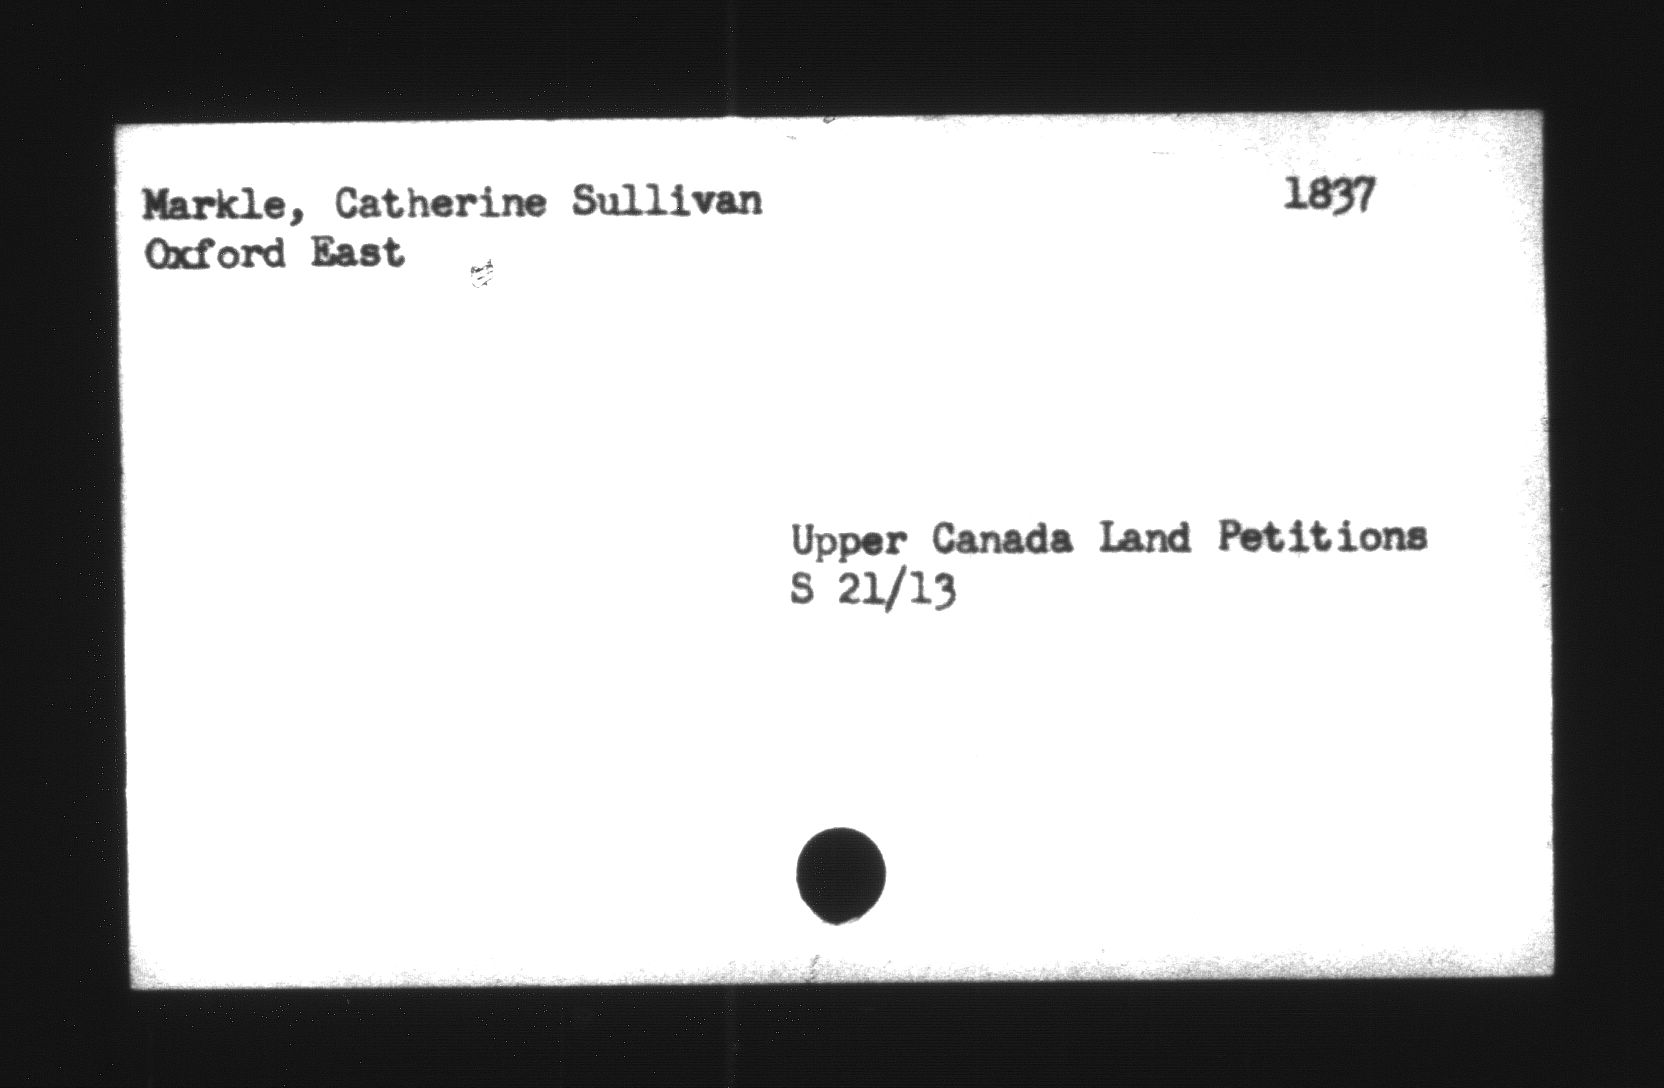 Markle, Catherine Sullivan 1837
Oxford East
Upper Canada Land Petitions
S 21/13